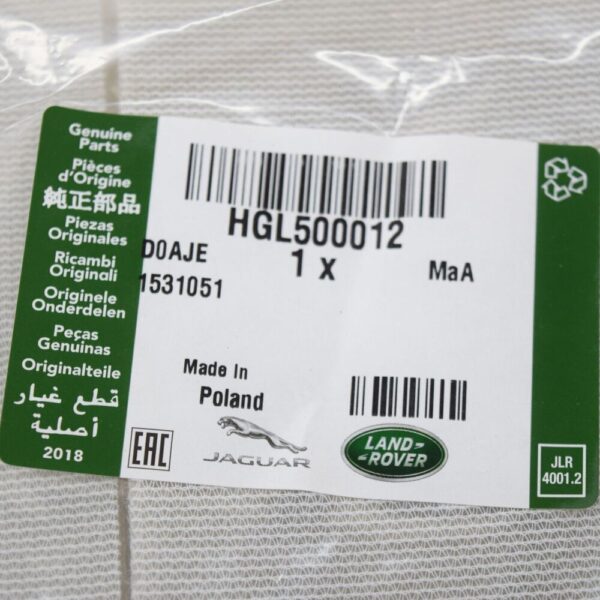 Genuine
Parts
Pièces
d'Origine
純正部品
Piezas
Originales
Ricambi
Originali
Originele
Onderdelen
Peças
Genuinas
Originalteile
قطع غيار
أصلية
2018
HGL500012
D0AJE
1 x
MaA
1531051
Made In
Poland
EAC
JAGUAR
LAND
ROVER
JLR
4001.2